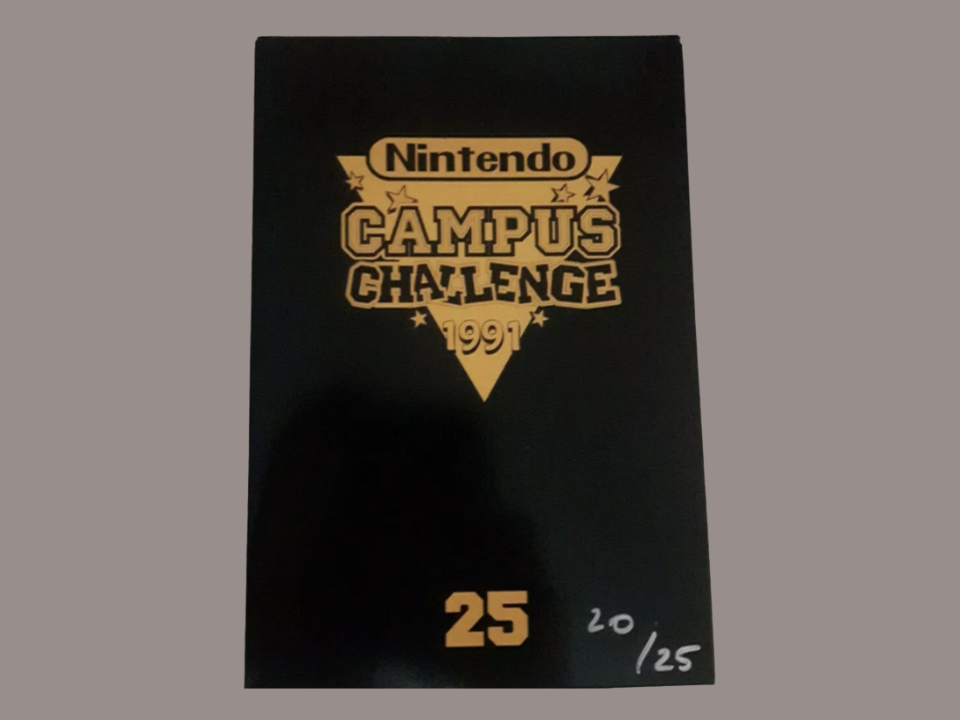 Nintendo
CAMPUS
CHALLENGE
1991
25
20
/25